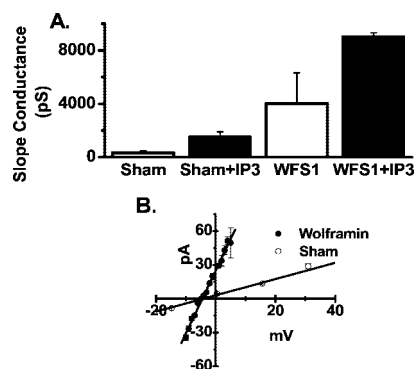 A.
Slope Conductance
(pS)
8000
4000
0
Sham
Sham+IP3
WFS1
WFS1+IP3
B.
pA
60
30
-30
-60
-20
0
20
40
mV
Wolframin
Sham